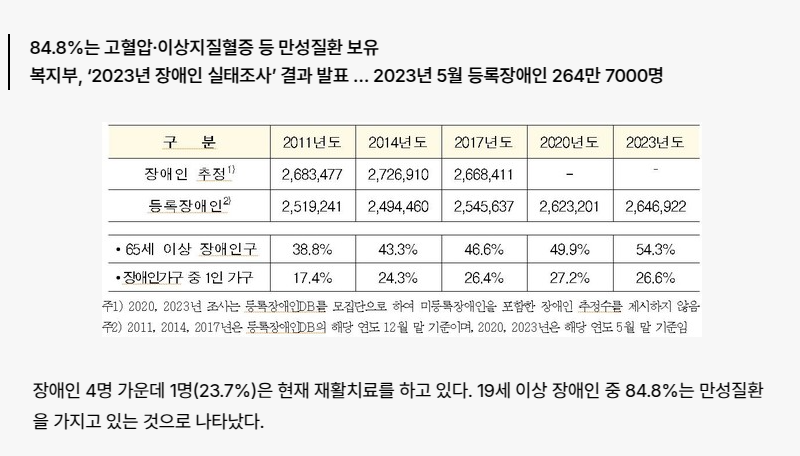 84.8%는 고혈압·이상지질혈증 등 만성질환 보유
복지부, ‘2023년 장애인 실태조사’ 결과 발표 … 2023년 5월 등록장애인 264만 7000명
구 분 2011년도 2014년도 2017년도 2020년도 2023년도
장애인 추정1) 2,683,477 2,726,910 2,668,411 – –
등록장애인2) 2,519,241 2,494,460 2,545,637 2,623,201 2,646,922
• 65세 이상 장애인구 38.8% 43.3% 46.6% 49.9% 54.3%
•장애인가구 중 1인 가구 17.4% 24.3% 26.4% 27.2% 26.6%
주1) 2020, 2023년 조사는 등록장애인DB를 모집단으로 하여 미등록장애인을 포함한 장애인 추정수를 제시하지 않음
주2) 2011, 2014, 2017년은 등록장애인DB의 해당 연도 12월 말 기준이며, 2020, 2023년은 해당 연도 5월 말 기준임
장애인 4명 가운데 1명(23.7%)은 현재 재활치료를 하고 있다. 19세 이상 장애인 중 84.8%는 만성질환
을 가지고 있는 것으로 나타났다.